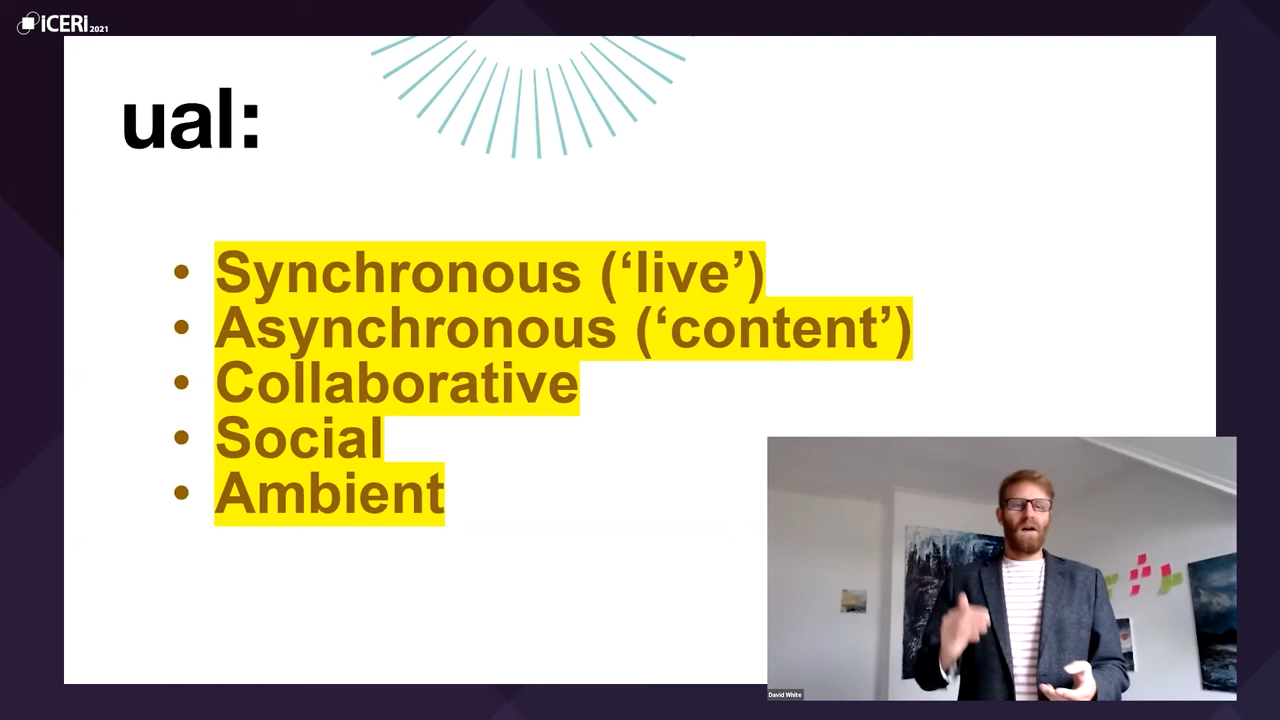 iCERi2021
ual:
• Synchronous (‘live’)
• Asynchronous (‘content’)
• Collaborative
• Social
• Ambient
David White